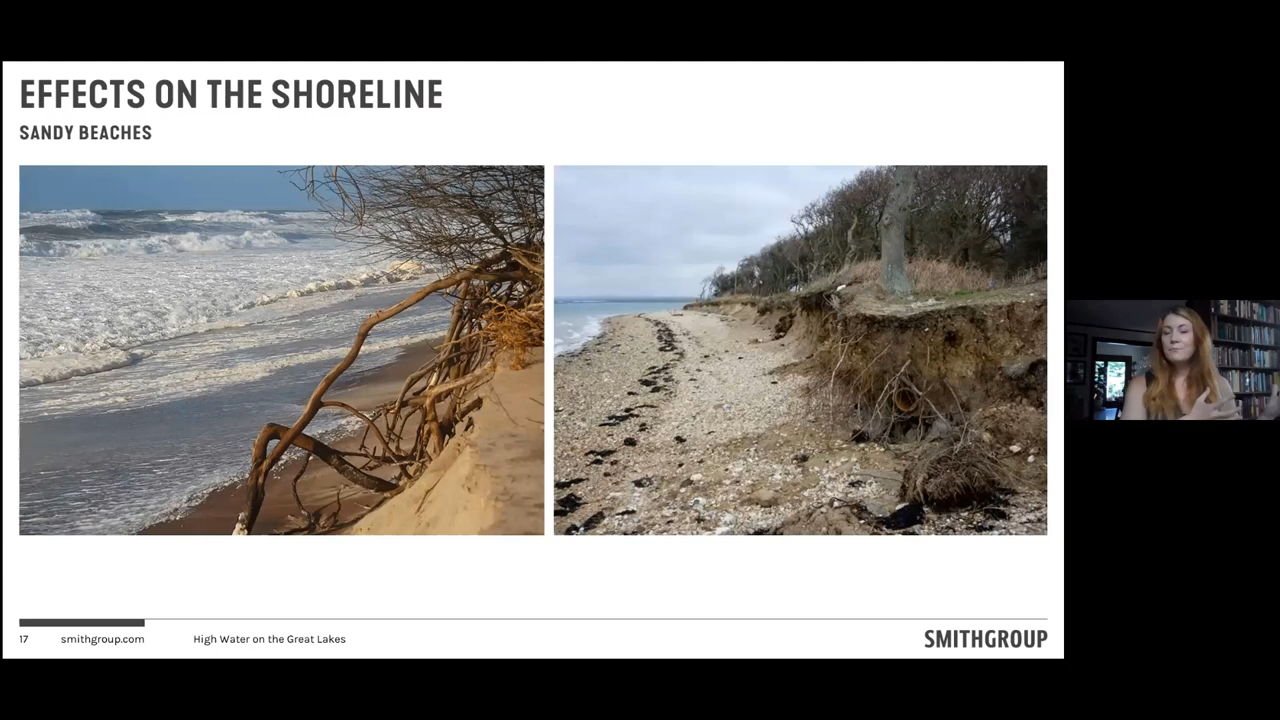 EFFECTS ON THE SHORELINE
SANDY BEACHES
17 smithgroup.com High Water on the Great Lakes SMITHGROUP